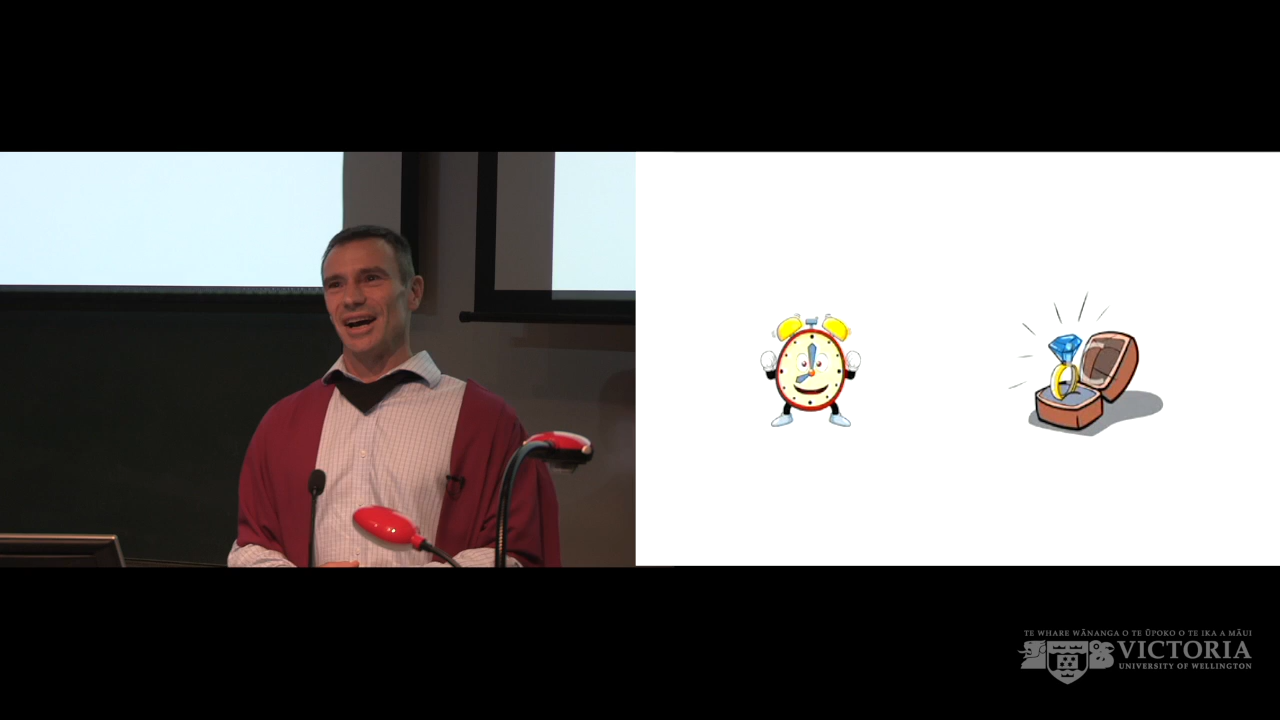 TE WHARE WĀNANGA O TE ŪPOKO O TE IKA A MĀUI
VICTORIA
UNIVERSITY OF WELLINGTON